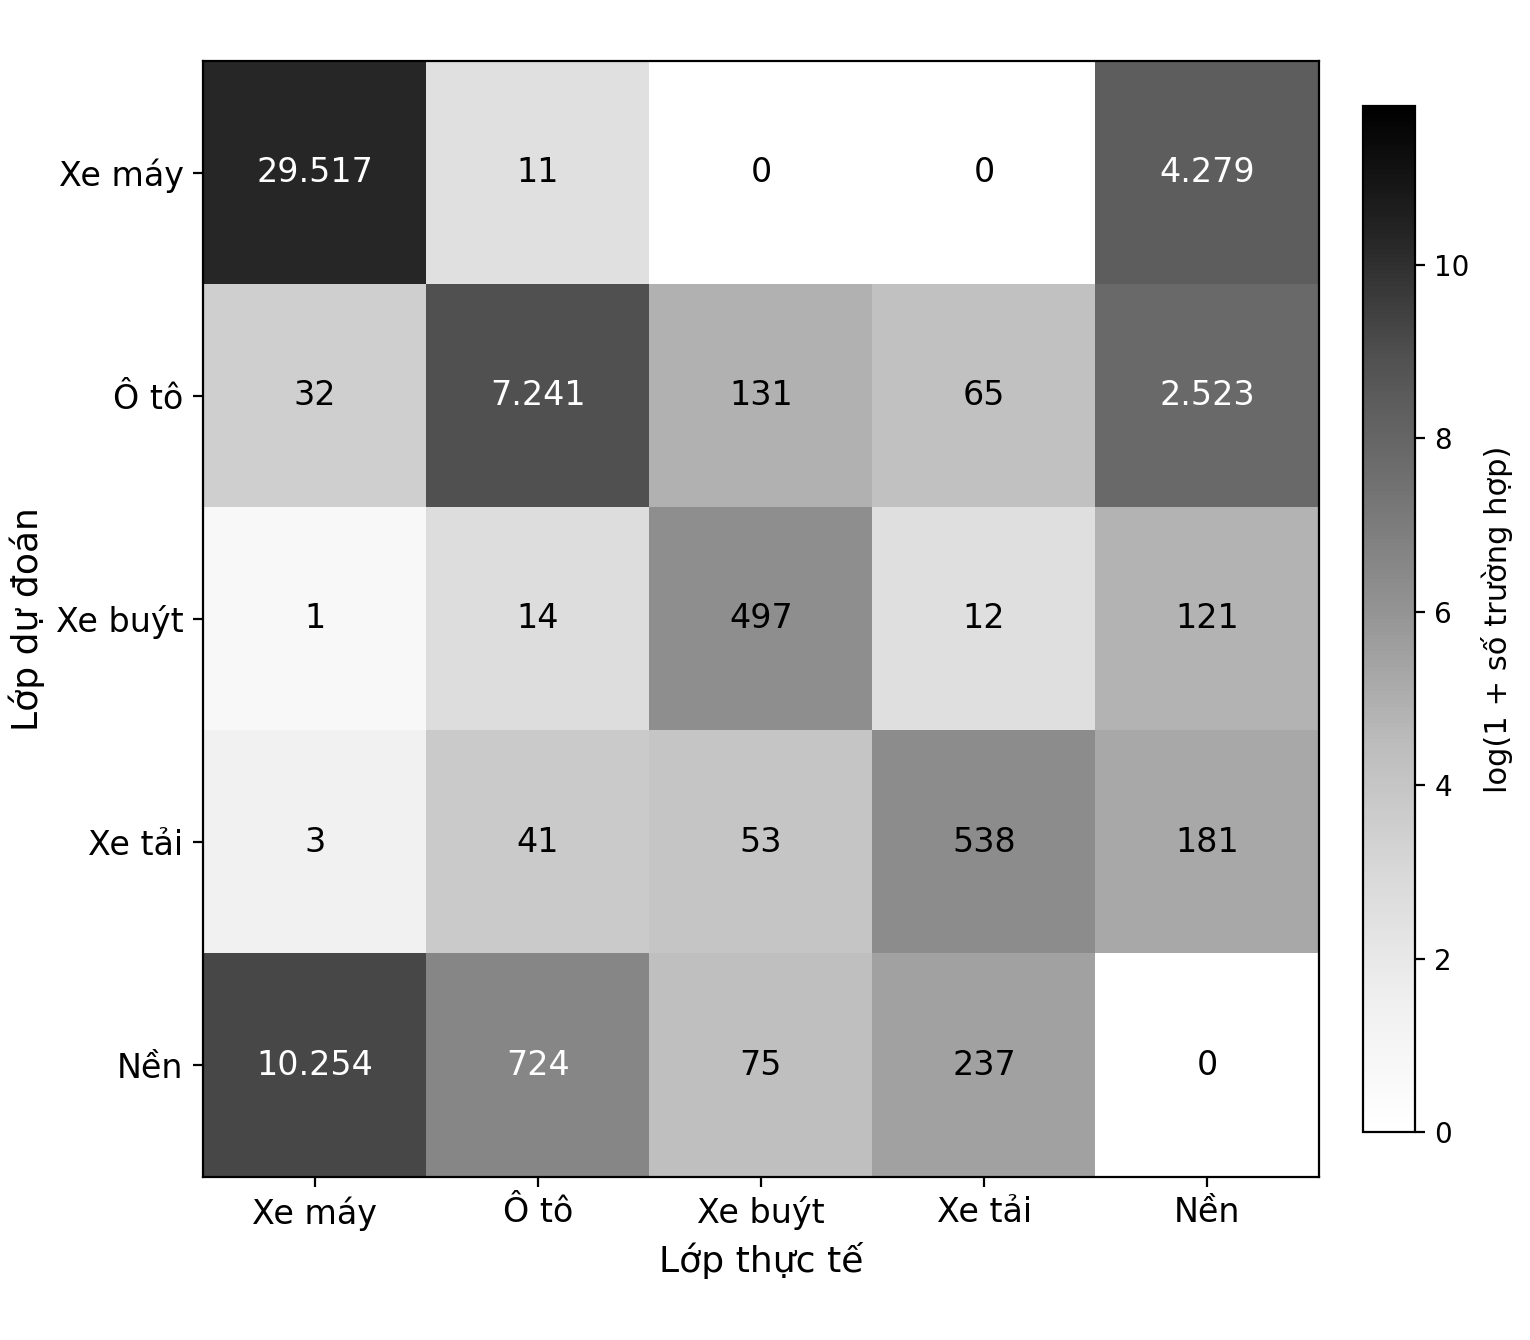 Xe máy 29.517 11 0 0 4.279
Ô tô 32 7.241 131 65 2.523
Xe buýt 1 14 497 12 121
Xe tải 3 41 53 538 181
Nền 10.254 724 75 237 0
Xe máy Ô tô Xe buýt Xe tải Nền
Lớp thực tế
Lớp dự đoán
10
8
6
4
2
0
log(1 + số trường hợp)